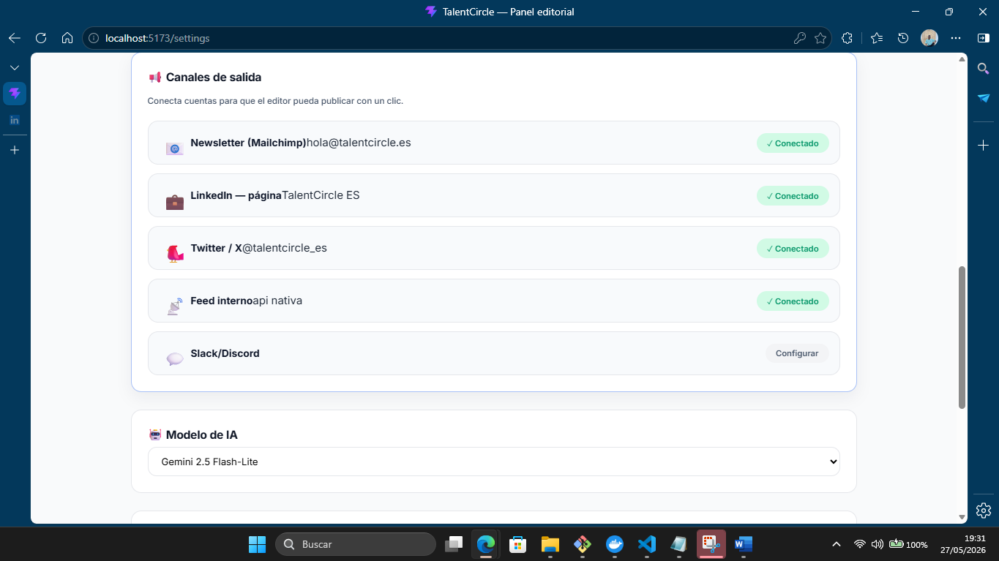 TalentCircle — Panel editorial
localhost:5173/settings
in
Canales de salida
Conecta cuentas para que el editor pueda publicar con un clic.
@ Newsletter (Mailchimp)hola@talentcircle.es ✓ Conectado
LinkedIn — páginaTalentCircle ES ✓ Conectado
Twitter / X@talentcircle_es ✓ Conectado
Feed internoapi nativa ✓ Conectado
Slack/Discord Configurar
Modelo de IA
Gemini 2.5 Flash-Lite
Buscar
W
100%
19:31
27/05/2026